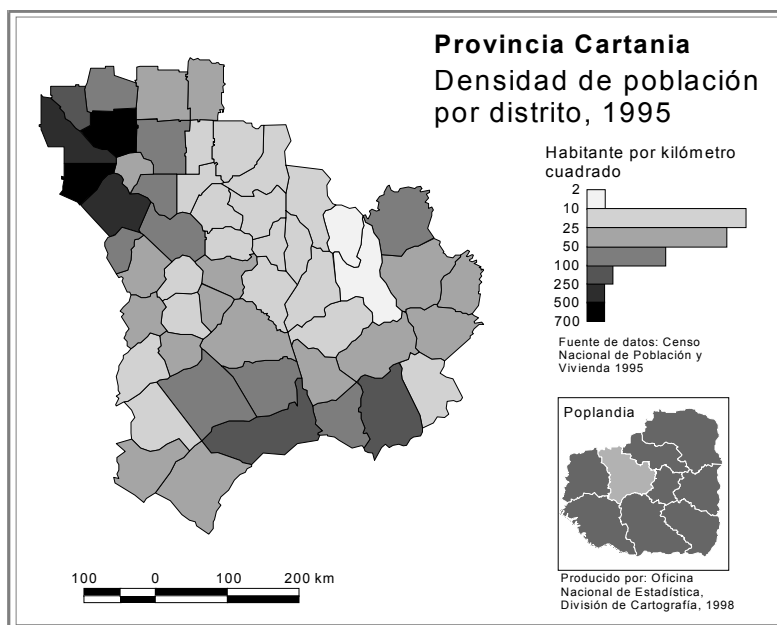 Provincia Cartania
Densidad de población
por distrito, 1995
Habitante por kilómetro
cuadrado
2
10
25
50
100
250
500
700
Fuente de datos: Censo
Nacional de Población y
Vivienda 1995
Poplandia
Producido por: Oficina
Nacional de Estadística,
División de Cartografía, 1998
100 0 100 200 km